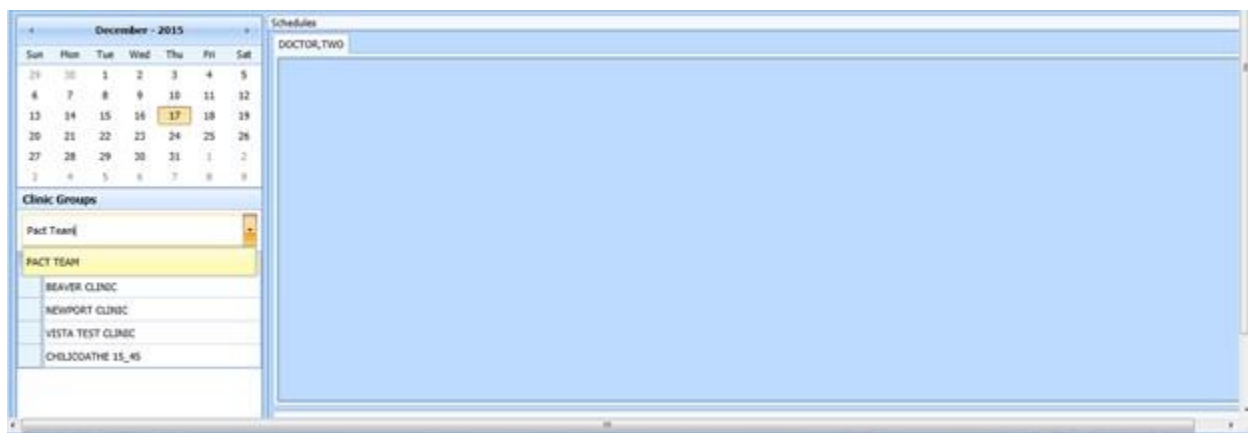 December - 2015
Sun Mon Tue Wed Thu Fri Sat
29 30 1 2 3 4 5
6 7 8 9 10 11 12
13 14 15 16 17 18 19
20 21 22 23 24 25 26
27 28 29 30 31 1 2
3 4 5 6 7 8 9
Clinic Groups
Pact Team
PACT TEAM
BEAVER CLINIC
NEWPORT CLINIC
VISTA TEST CLINIC
CHILICOATHE 15_45
Schedules
DOCTOR,TWO